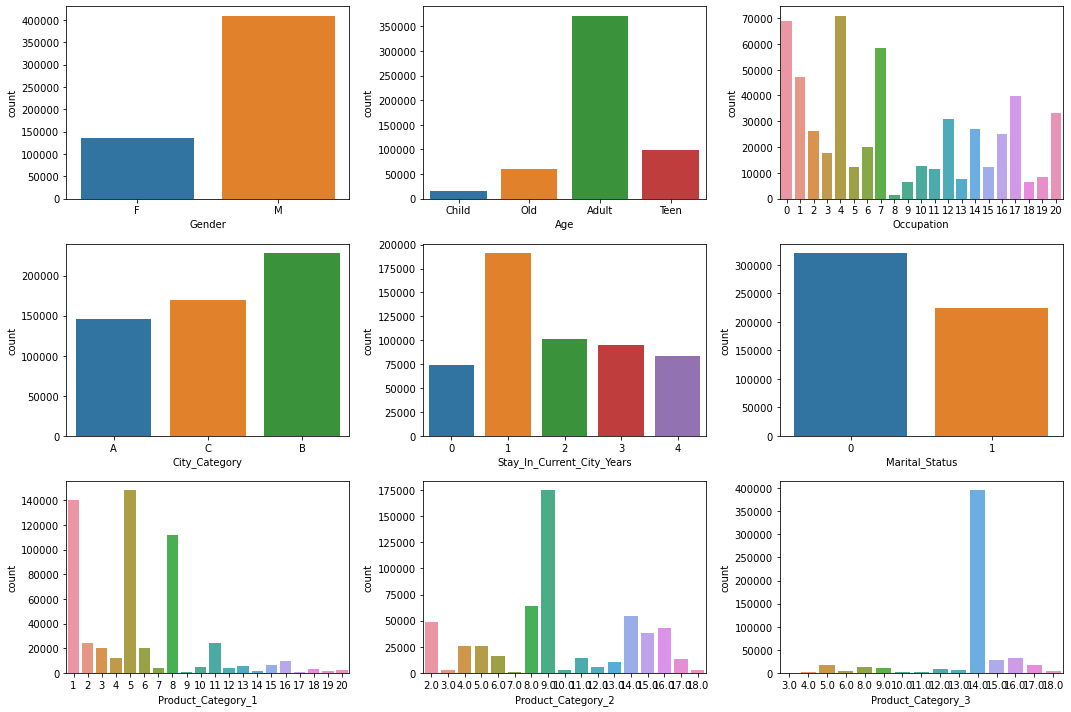 400000
350000
300000
250000
200000
150000
100000
50000
0
count
F M
Gender
350000
300000
250000
200000
150000
100000
50000
0
count
Child Old Adult Teen
Age
70000
60000
50000
40000
30000
20000
10000
0
count
0 1 2 3 4 5 6 7 8 9 10 11 12 13 14 15 16 17 18 19 20
Occupation
200000
150000
100000
50000
0
count
A C B
City_Category
200000
175000
150000
125000
100000
75000
50000
25000
0
count
0 1 2 3 4
Stay_In_Current_City_Years
300000
250000
200000
150000
100000
50000
0
count
0 1
Marital_Status
140000
120000
100000
80000
60000
40000
20000
0
count
1 2 3 4 5 6 7 8 9 10 11 12 13 14 15 16 17 18 19 20
Product_Category_1
175000
150000
125000
100000
75000
50000
25000
0
count
2.0 3.0 4.0 5.0 6.0 7.0 8.0 9.0 10.0 11.0 12.0 13.0 14.0 15.0 16.0 17.0 18.0
Product_Category_2
400000
350000
300000
250000
200000
150000
100000
50000
0
count
3.0 4.0 5.0 6.0 8.0 9.0 10.0 11.0 12.0 13.0 14.0 15.0 16.0 17.0 18.0
Product_Category_3